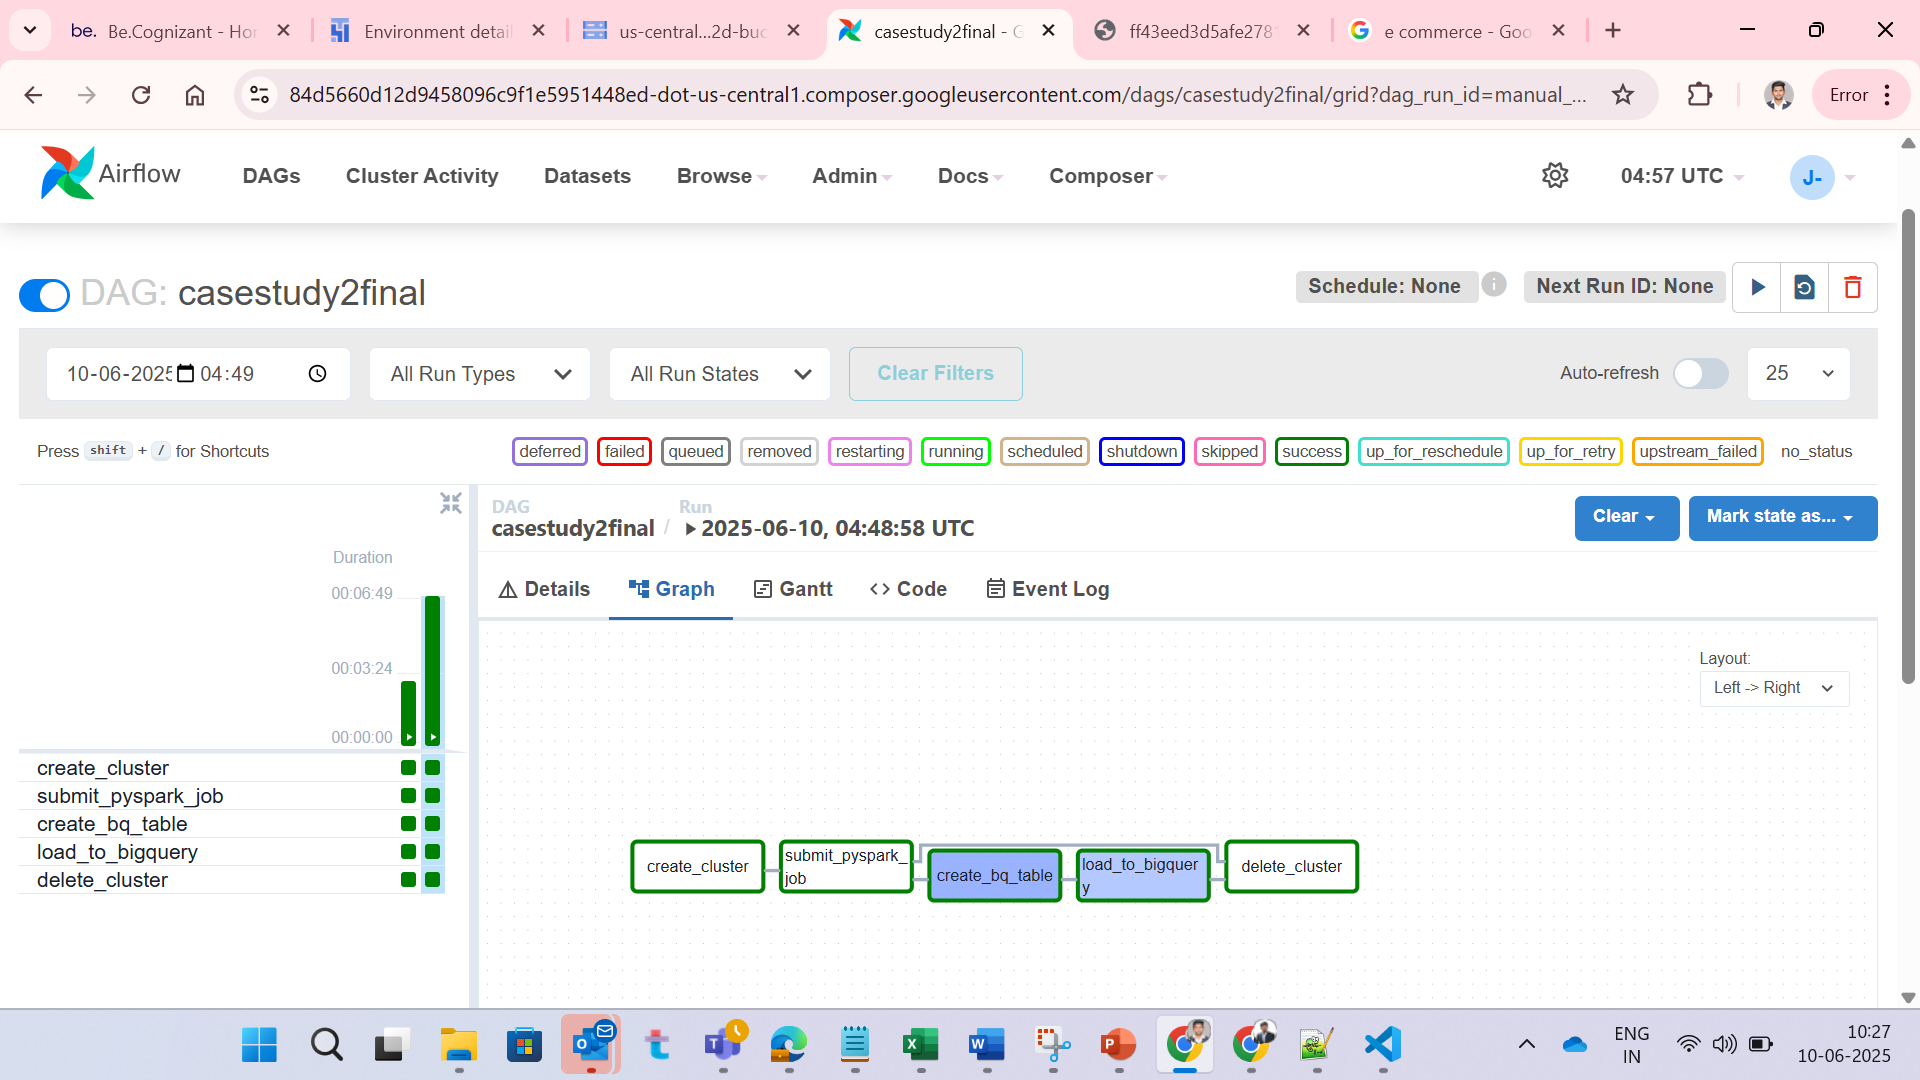 be. Be.Cognizant - Hor
Environment detail
us-central...2d-buc
casestudy2final - G
ff43eed3d5afe278
e commerce - Goo
84d5660d12d9458096c9f1e5951448ed-dot-us-central1.composer.googleusercontent.com/dags/casestudy2final/grid?dag_run_id=manual_...
Error
Airflow
DAGs
Cluster Activity
Datasets
Browse
Admin
Docs
Composer
04:57 UTC
J-
DAG: casestudy2final
Schedule: None
i
Next Run ID: None
10-06-2025 04:49
All Run Types
All Run States
Clear Filters
Auto-refresh
25
Press shift + / for Shortcuts
deferred failed queued removed restarting running scheduled shutdown skipped success up_for_reschedule up_for_retry upstream_failed no_status
DAG
casestudy2final /
Run
2025-06-10, 04:48:58 UTC
Clear
Mark state as...
Duration
00:06:49
00:03:24
00:00:00
create_cluster
submit_pyspark_job
create_bq_table
load_to_bigquery
delete_cluster
Details
Graph
Gantt
Code
Event Log
Layout:
Left -> Right
create_cluster
submit_pyspark_
job
create_bq_table
load_to_bigquer
y
delete_cluster
ENG
IN
10:27
10-06-2025